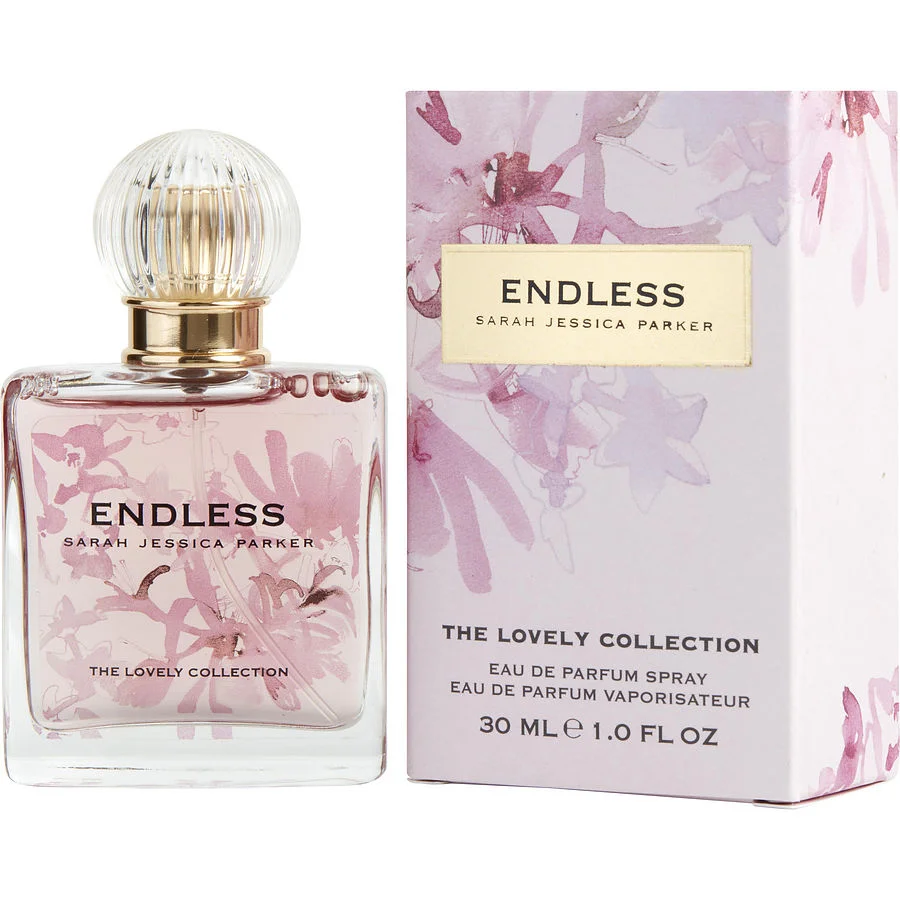 ENDLESS
SARAH JESSICA PARKER
THE LOVELY COLLECTION
ENDLESS
SARAH JESSICA PARKER
THE LOVELY COLLECTION
EAU DE PARFUM SPRAY
EAU DE PARFUM VAPORISATEUR
30 ML ℮ 1.0 FL OZ